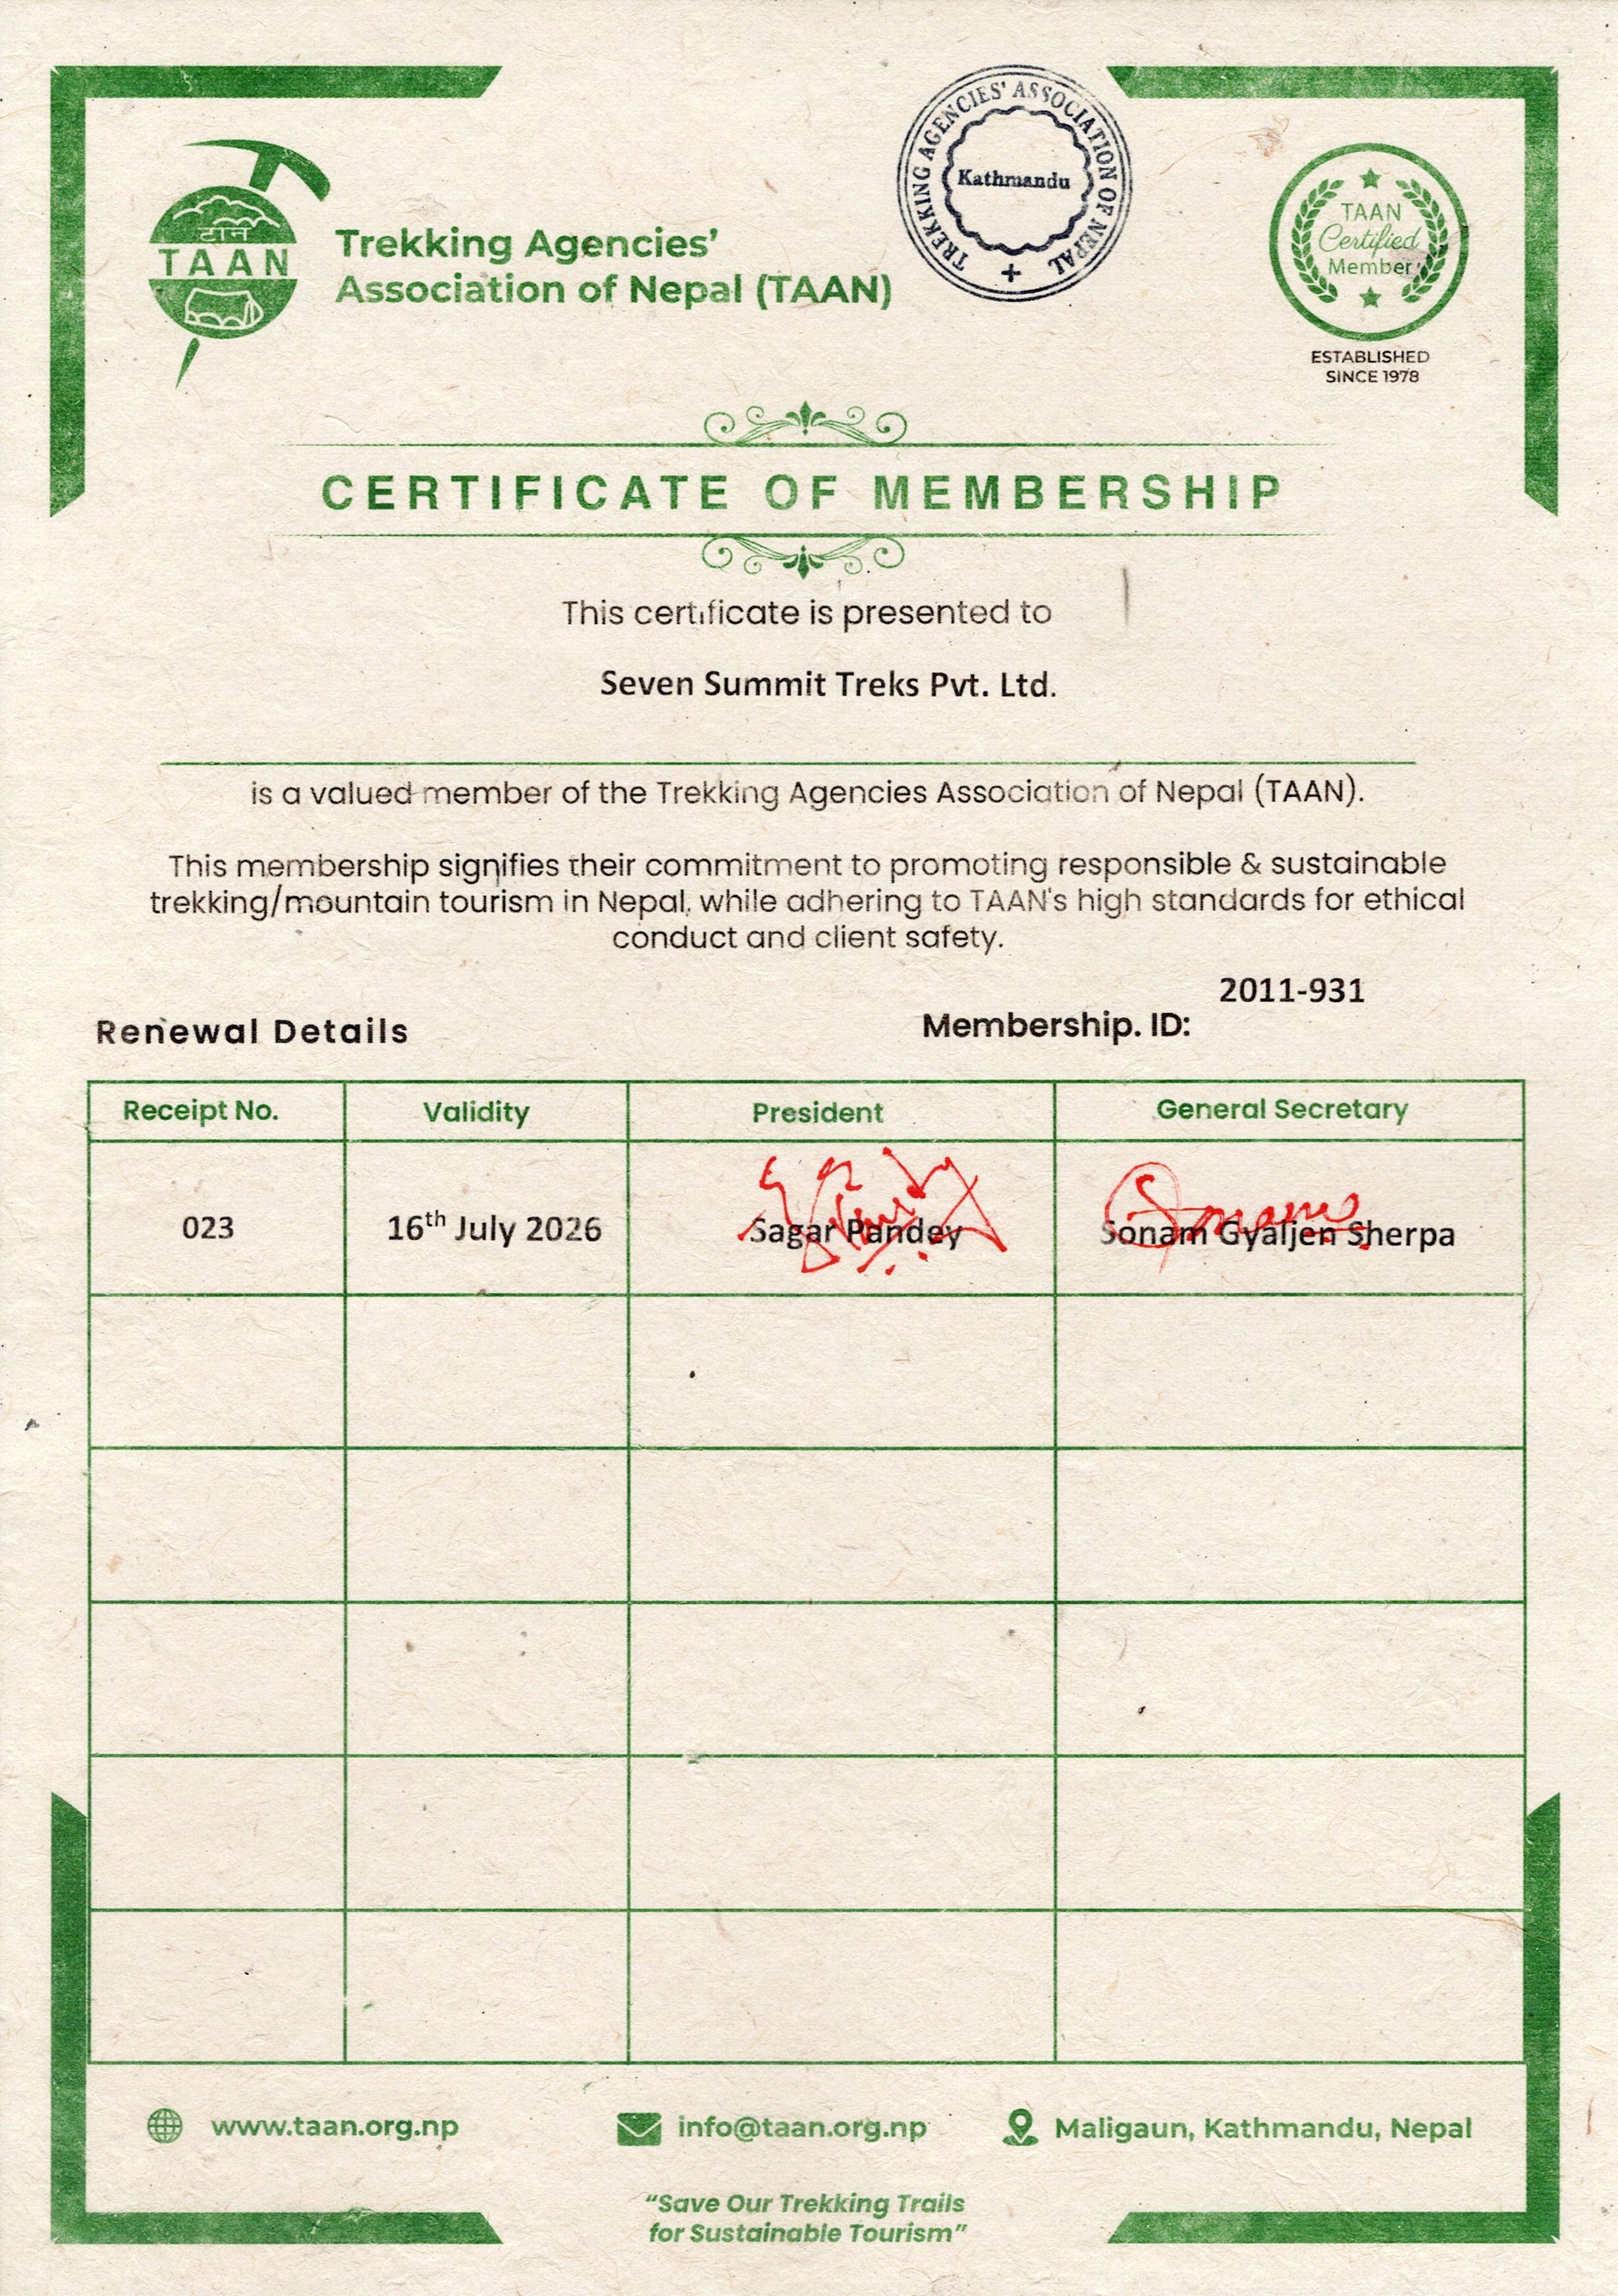 टान
TAAN
Trekking Agencies'
Association of Nepal (TAAN)
TREKKING AGENCIES' ASSOCIATION OF NEPAL
Kathmandu
TAAN
Certified
Member
ESTABLISHED
SINCE 1978
CERTIFICATE OF MEMBERSHIP
This certificate is presented to
Seven Summit Treks Pvt. Ltd.
is a valued member of the Trekking Agencies Association of Nepal (TAAN).
This membership signifies their commitment to promoting responsible & sustainable
trekking/mountain tourism in Nepal, while adhering to TAAN's high standards for ethical
conduct and client safety.
2011-931
Renewal Details
Membership. ID:
Receipt No. Validity President General Secretary
023 16th July 2026 Sagar Pandey Sonam Gyaljen Sherpa
www.taan.org.np info@taan.org.np Maligaun, Kathmandu, Nepal
"Save Our Trekking Trails
for Sustainable Tourism"